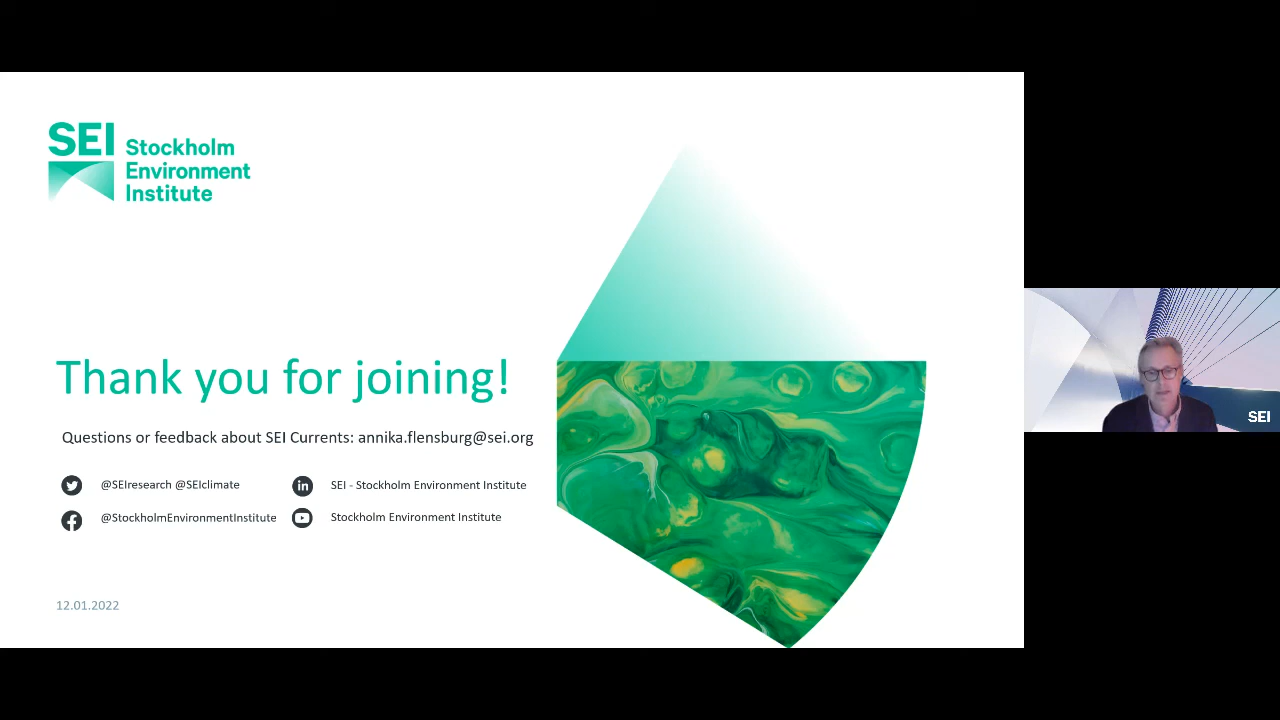 SEI Stockholm
Environment
Institute
Thank you for joining!
Questions or feedback about SEI Currents: annika.flensburg@sei.org
@SEIresearch @SEIclimate
SEI - Stockholm Environment Institute
@StockholmEnvironmentInstitute
Stockholm Environment Institute
12.01.2022
SEI